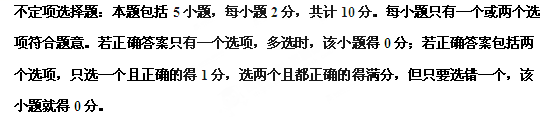 不定项选择题：本题包括 5 小题，每小题 2 分，共计 10 分。每小题只有一个或两个选
项符合题意。若正确答案只有一个选项，多选时，该小题得 0 分；若正确答案包括两
个选项，只选一个且正确的得 1 分，选两个且都正确的得满分，但只要选错一个，该
小题就得 0 分。